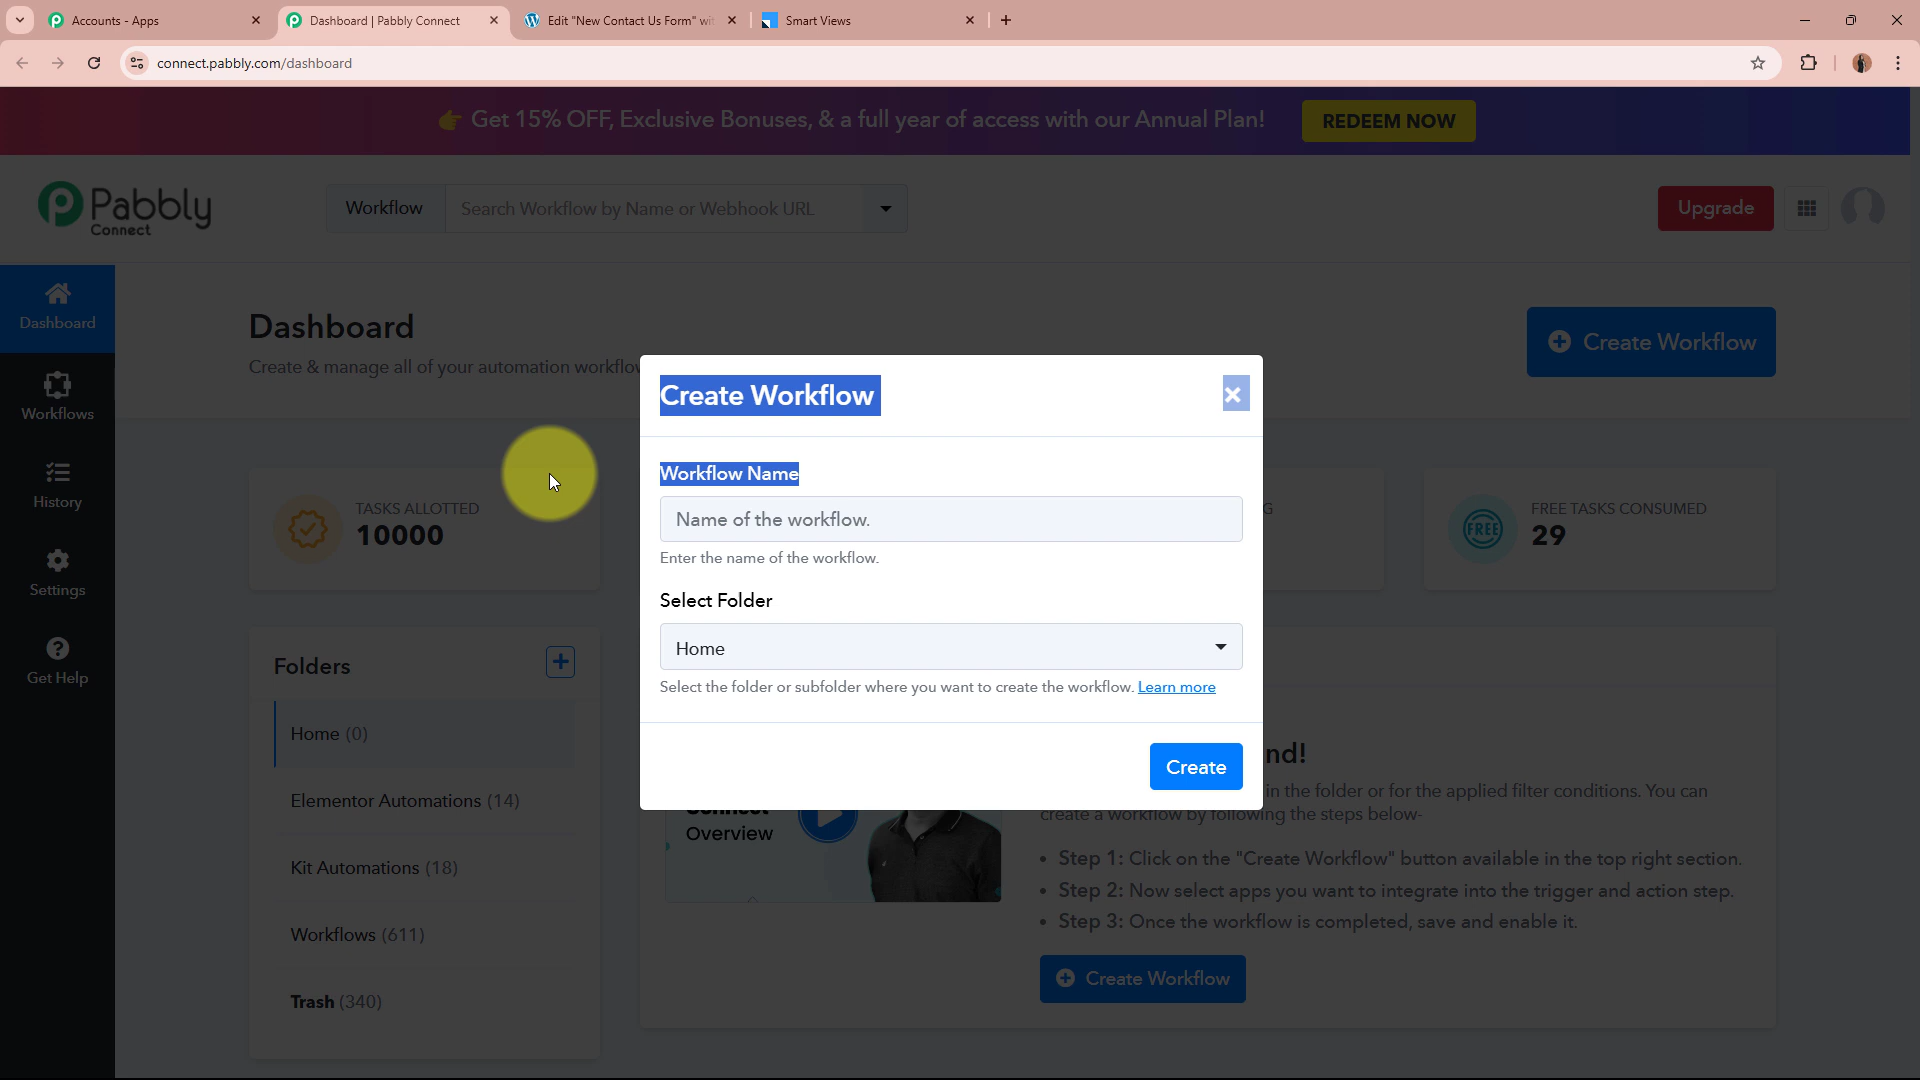 Accounts - Apps
Dashboard | Pabbly Connect
Edit "New Contact Us Form" wi
Smart Views
connect.pabbly.com/dashboard
Get 15% OFF, Exclusive Bonuses, & a full year of access with our Annual Plan!
REDEEM NOW
Pabbly
Connect
Workflow
Search Workflow by Name or Webhook URL
Upgrade
Dashboard
Workflows
History
Settings
Get Help
Dashboard
Create & manage all of your automation workflow
Create Workflow
TASKS ALLOTTED
10000
G
FREE
FREE TASKS CONSUMED
29
Create Workflow
Workflow Name
Name of the workflow.
Enter the name of the workflow.
Select Folder
Home
Select the folder or subfolder where you want to create the workflow. Learn more
Create
Folders
Home (0)
Elementor Automations (14)
Kit Automations (18)
Workflows (611)
Trash (340)
Connect
Overview
nd!
in the folder or for the applied filter conditions. You can
create a workflow by following the steps below-
Step 1: Click on the "Create Workflow" button available in the top right section.
Step 2: Now select apps you want to integrate into the trigger and action step.
Step 3: Once the workflow is completed, save and enable it.
Create Workflow